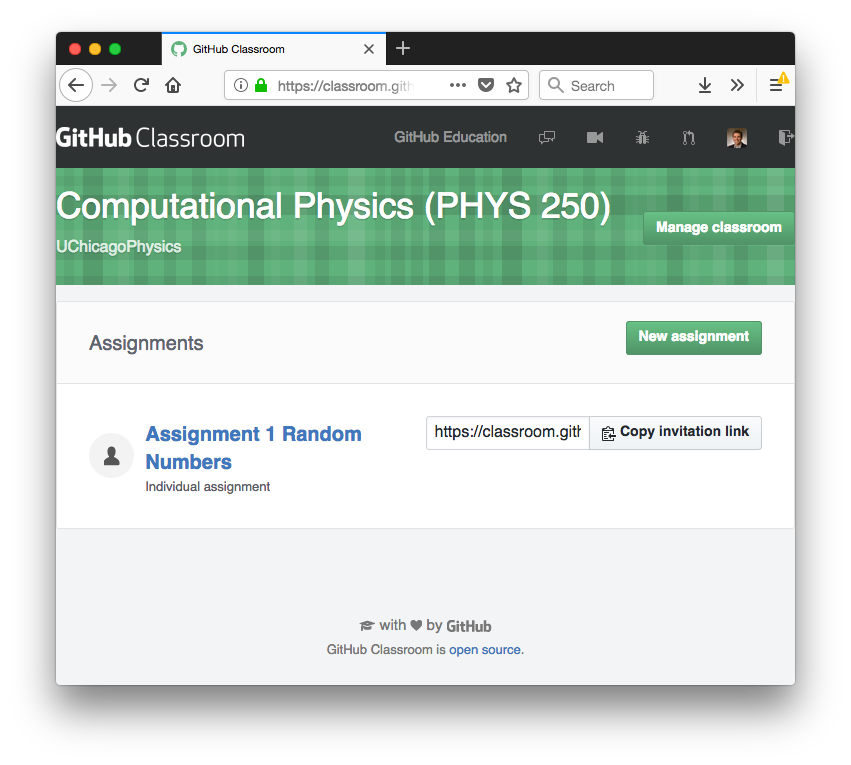 GitHub Classroom
https://classroom.gith
Search
GitHub Classroom
GitHub Education
Computational Physics (PHYS 250)
UChicagoPhysics
Manage classroom
Assignments
New assignment
Assignment 1 Random
Numbers
Individual assignment
https://classroom.gith
Copy invitation link
with by GitHub
GitHub Classroom is open source.